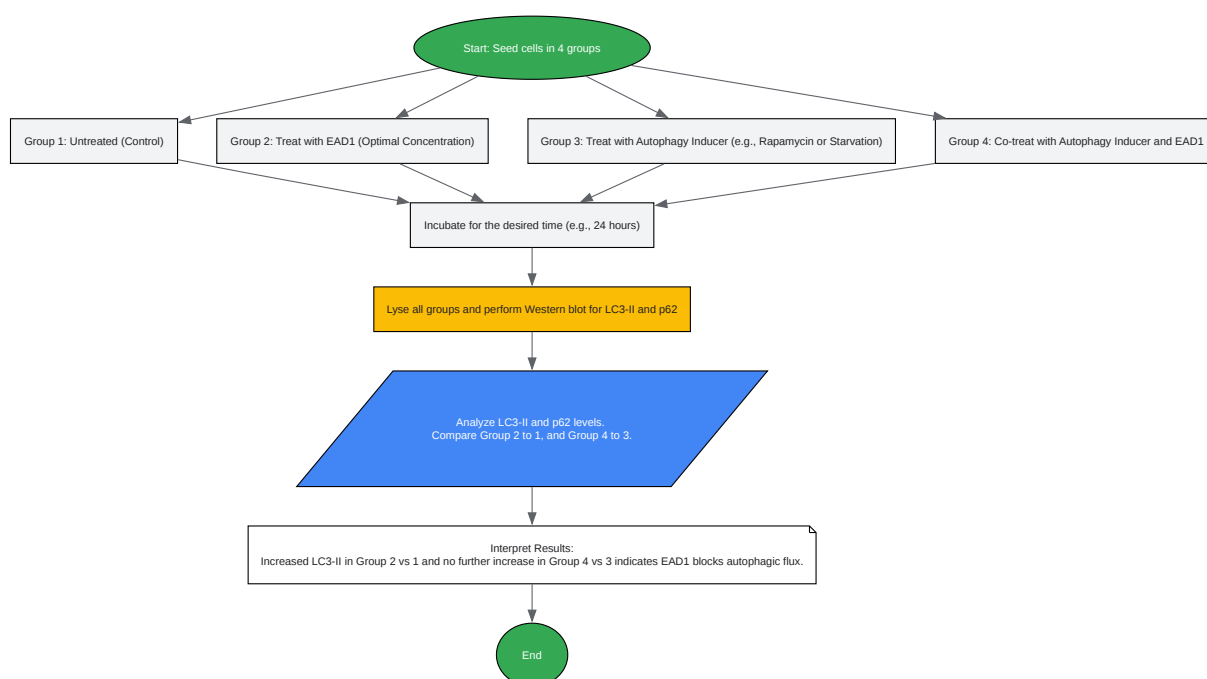 Start: Seed cells in 4 groups
Group 1: Untreated (Control)
Group 2: Treat with EAD1 (Optimal Concentration)
Group 3: Treat with Autophagy Inducer (e.g., Rapamycin or Starvation)
Group 4: Co-treat with Autophagy Inducer and EAD1
Incubate for the desired time (e.g., 24 hours)
Lyse all groups and perform Western blot for LC3-II and p62
Analyze LC3-II and p62 levels.
Compare Group 2 to 1, and Group 4 to 3.
Interpret Results:
Increased LC3-II in Group 2 vs 1 and no further increase in Group 4 vs 3 indicates EAD1 blocks autophagic flux.
End